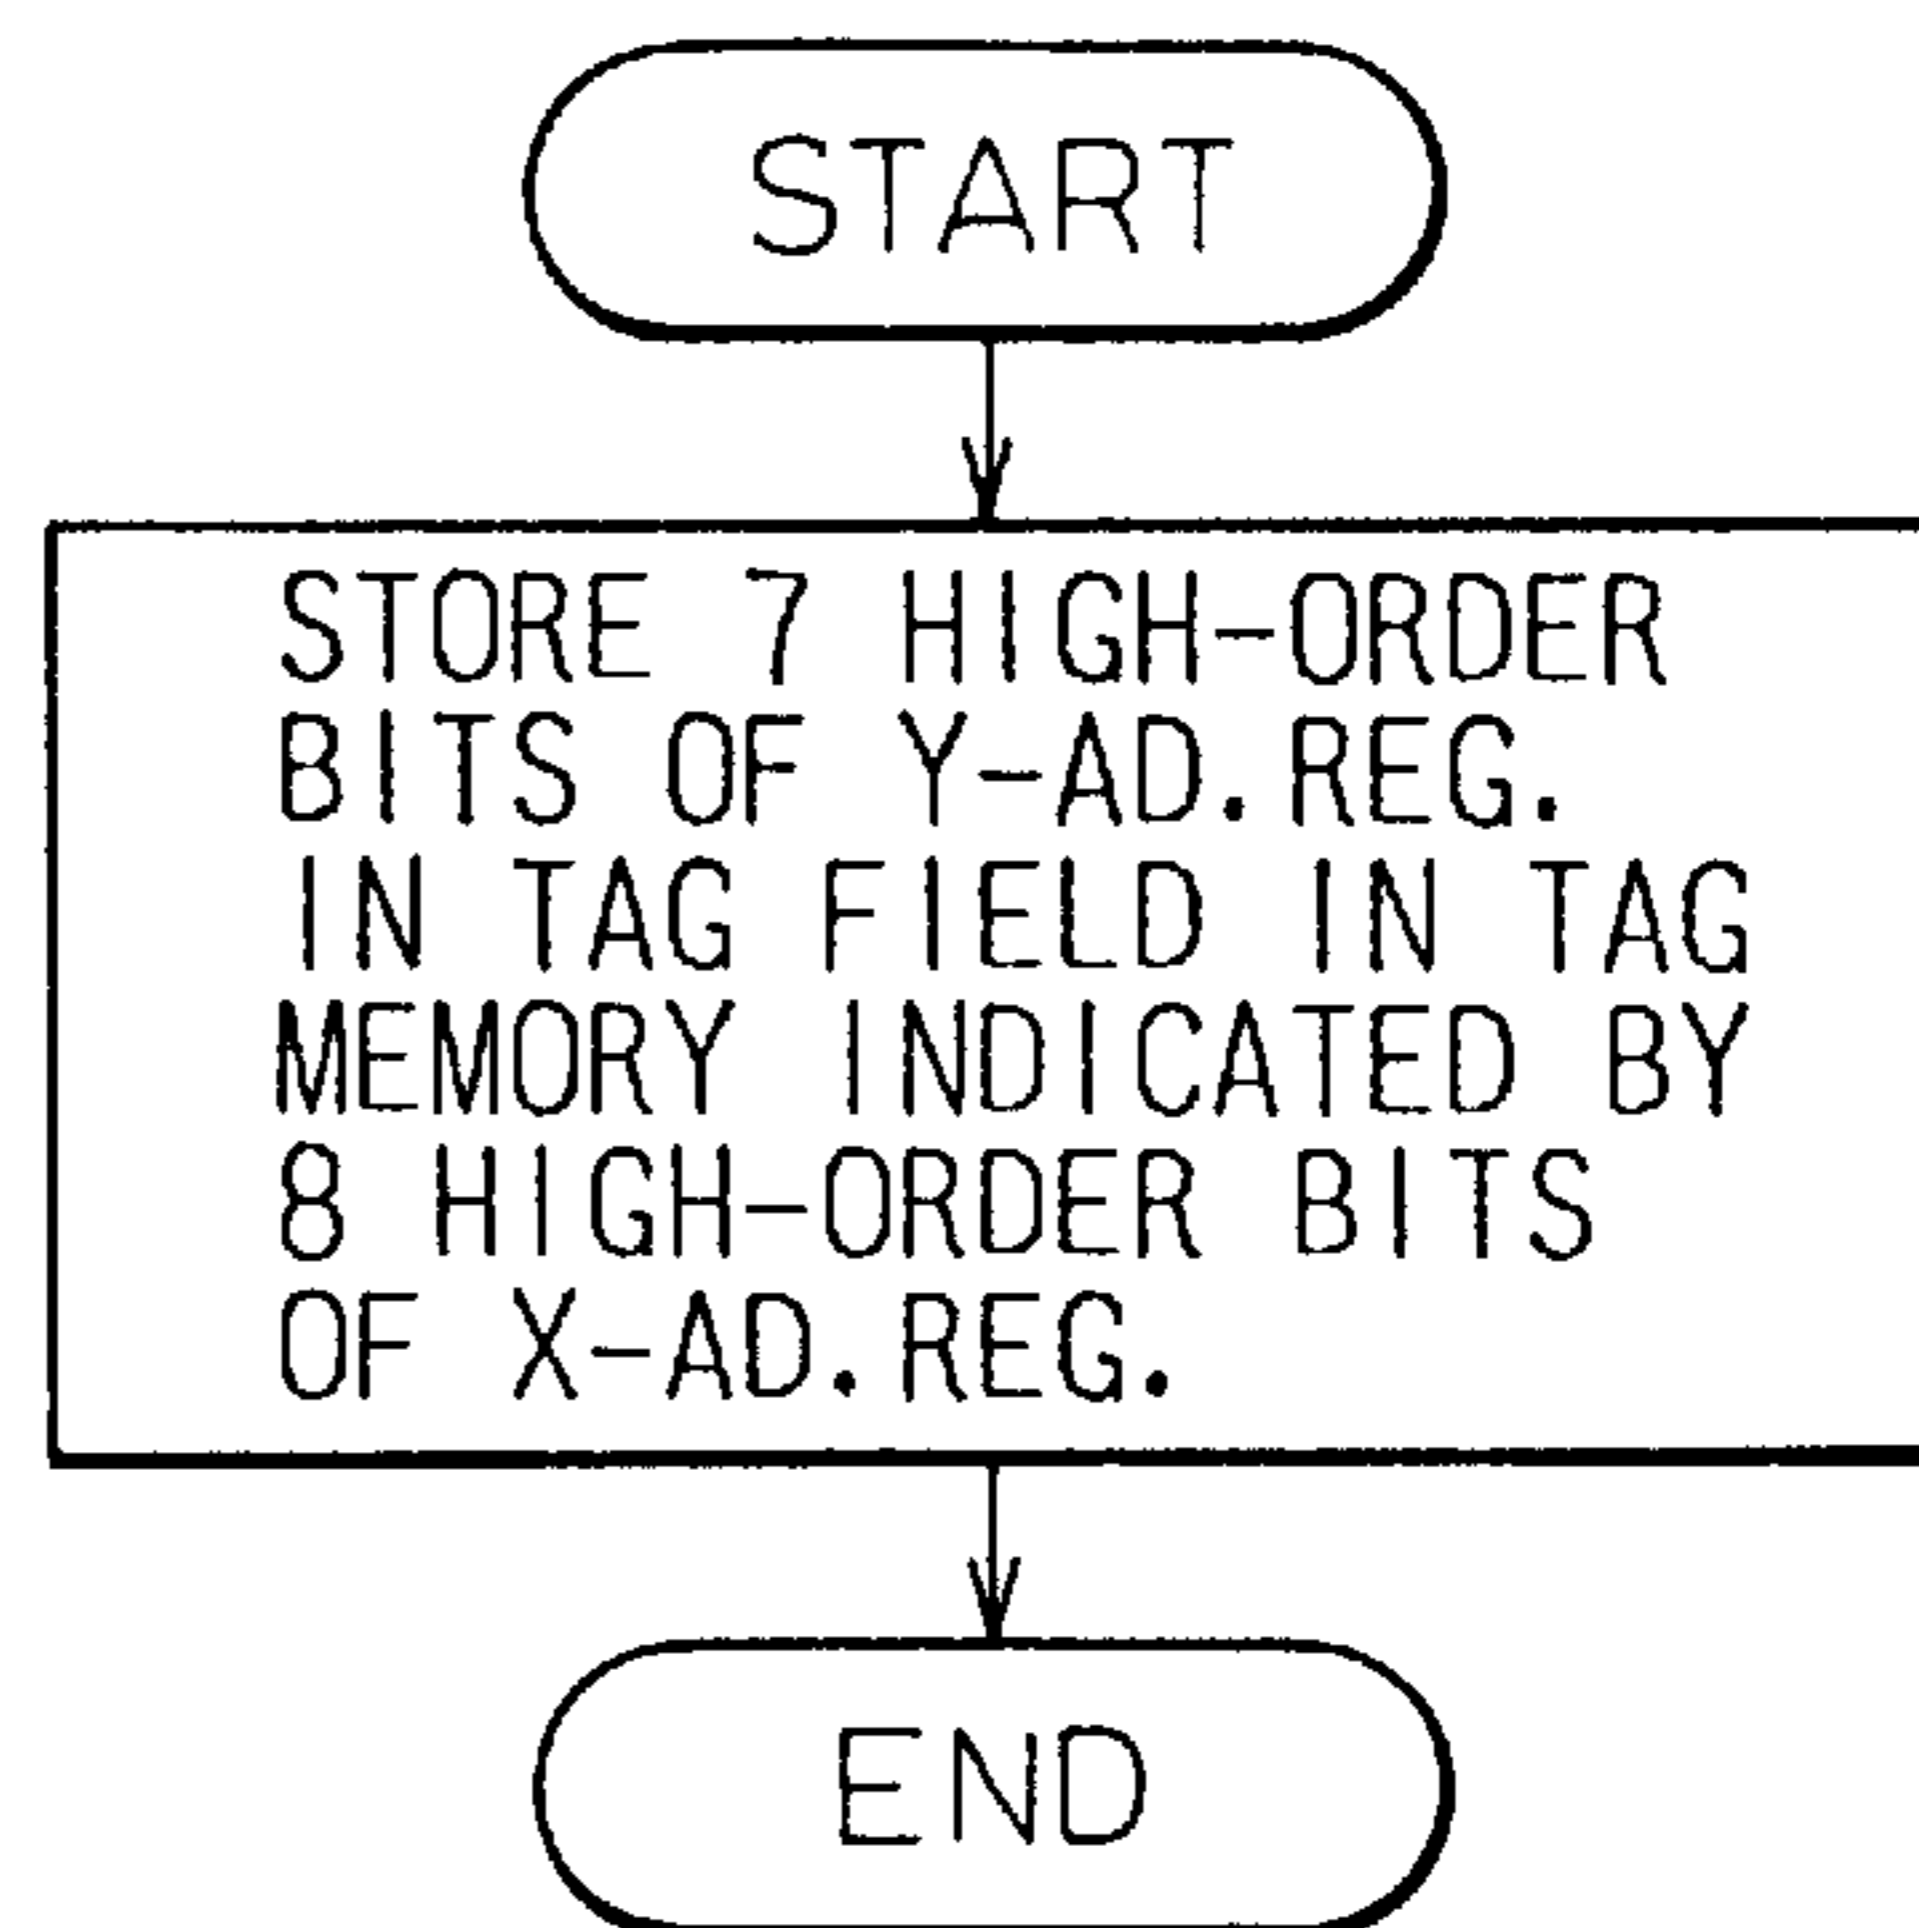 START
STORE 7 HIGH-ORDER
BITS OF Y-AD.REG.
IN TAG FIELD IN TAG
MEMORY INDICATED BY
8 HIGH-ORDER BITS
OF X-AD.REG.
END